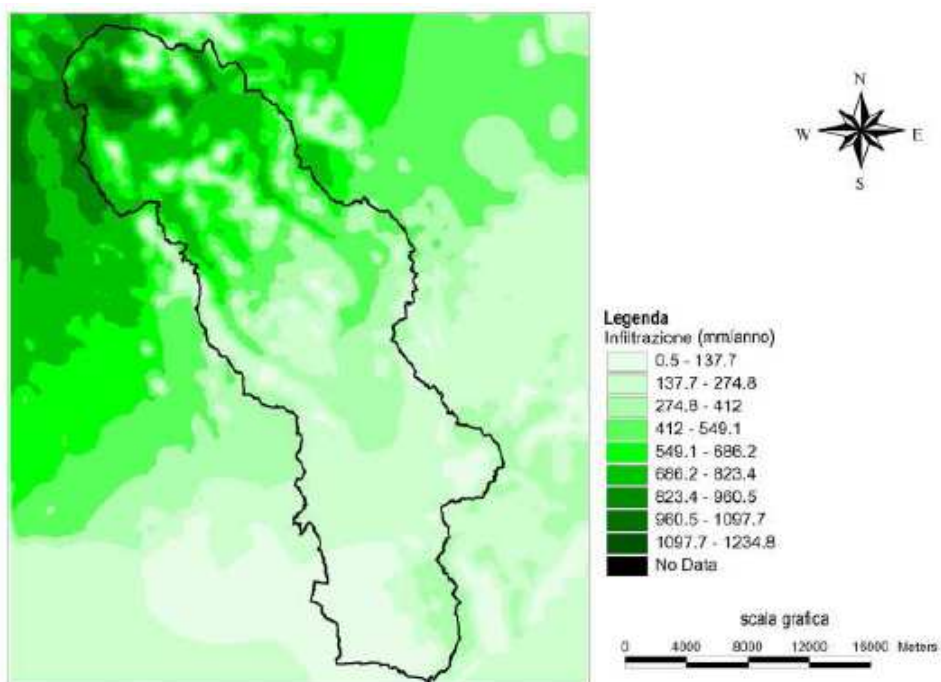 N
W E
S
Legenda
Infiltrazione (mm/anno)
0.5 - 137.7
137.7 - 274.8
274.8 - 412
412 - 549.1
549.1 - 686.2
686.2 - 823.4
823.4 - 960.5
960.5 - 1097.7
1097.7 - 1234.8
No Data
scala grafica
0 4000 8000 12000 16000 Meters